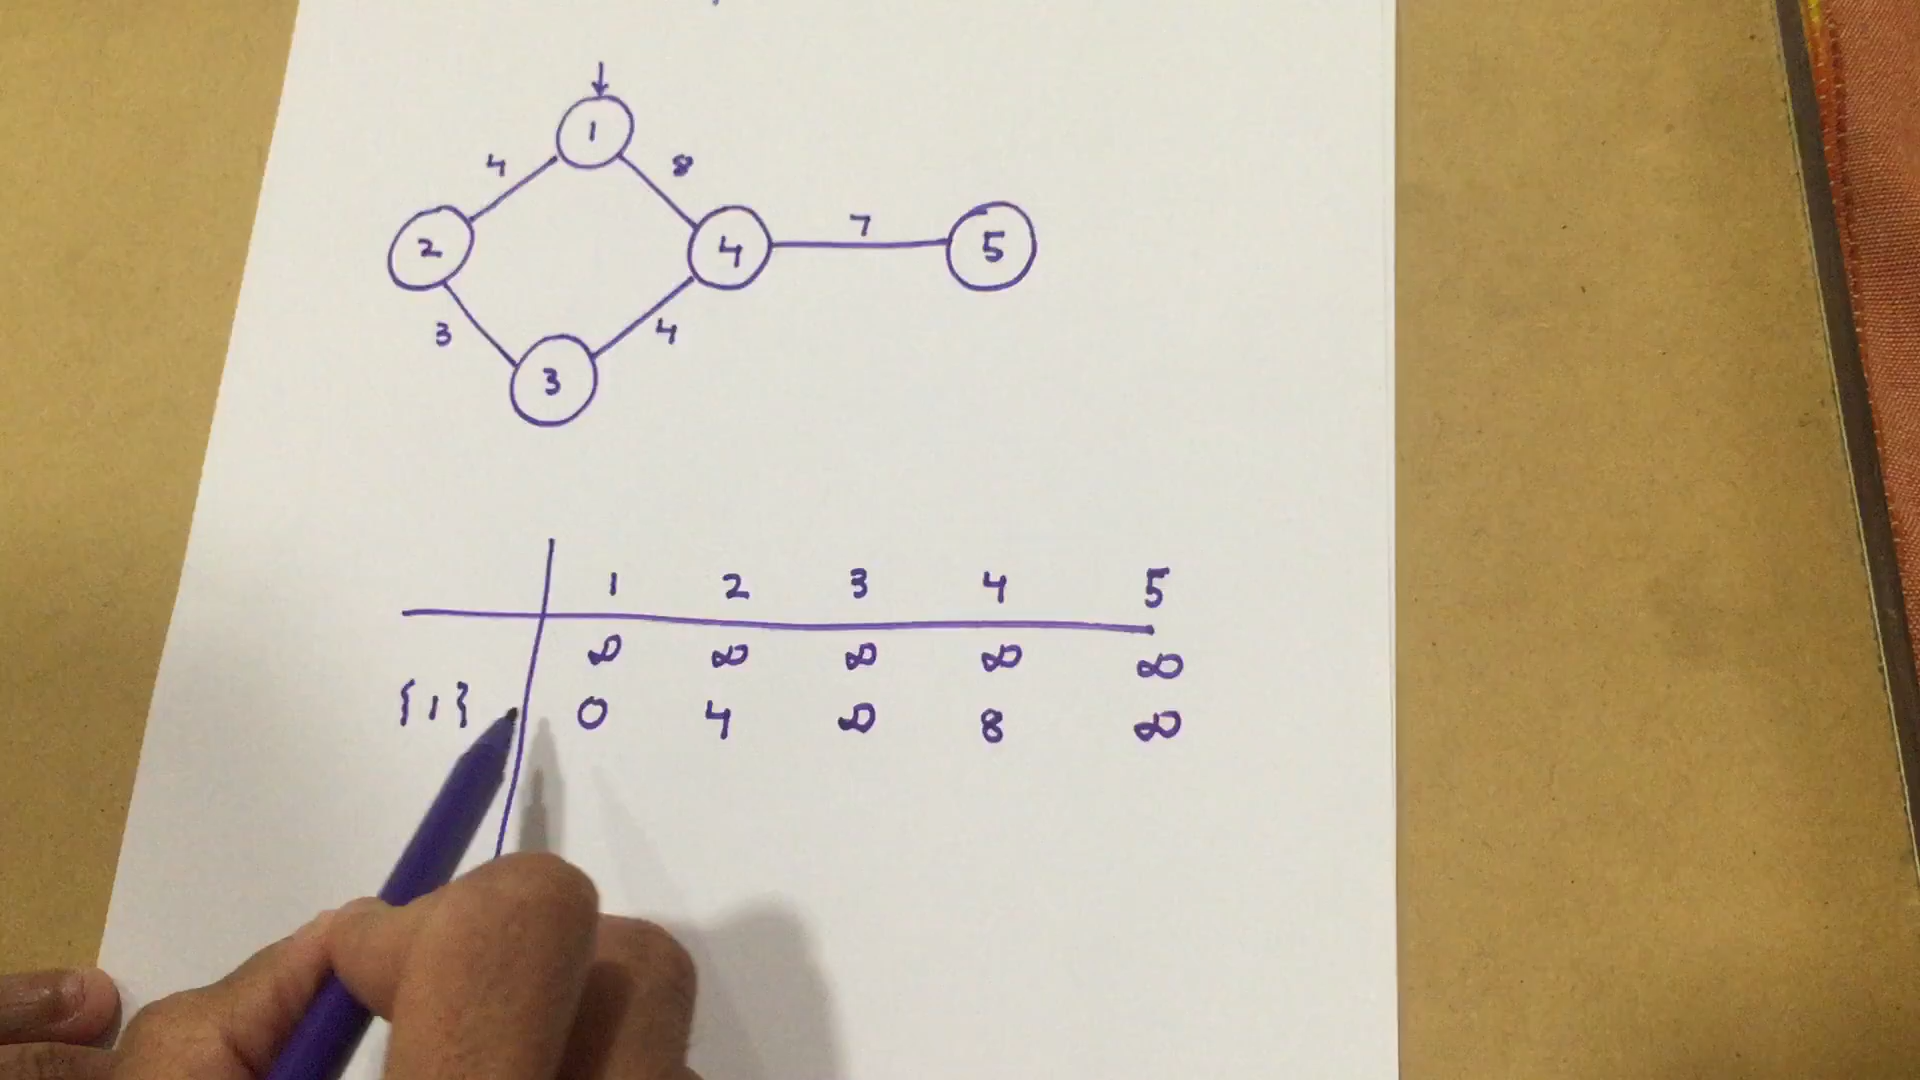 1
4 8
2 4 7 5
3 4
3
1 2 3 4 5
∞ ∞ ∞ ∞ ∞
{1} 0 4 ∞ 8 ∞